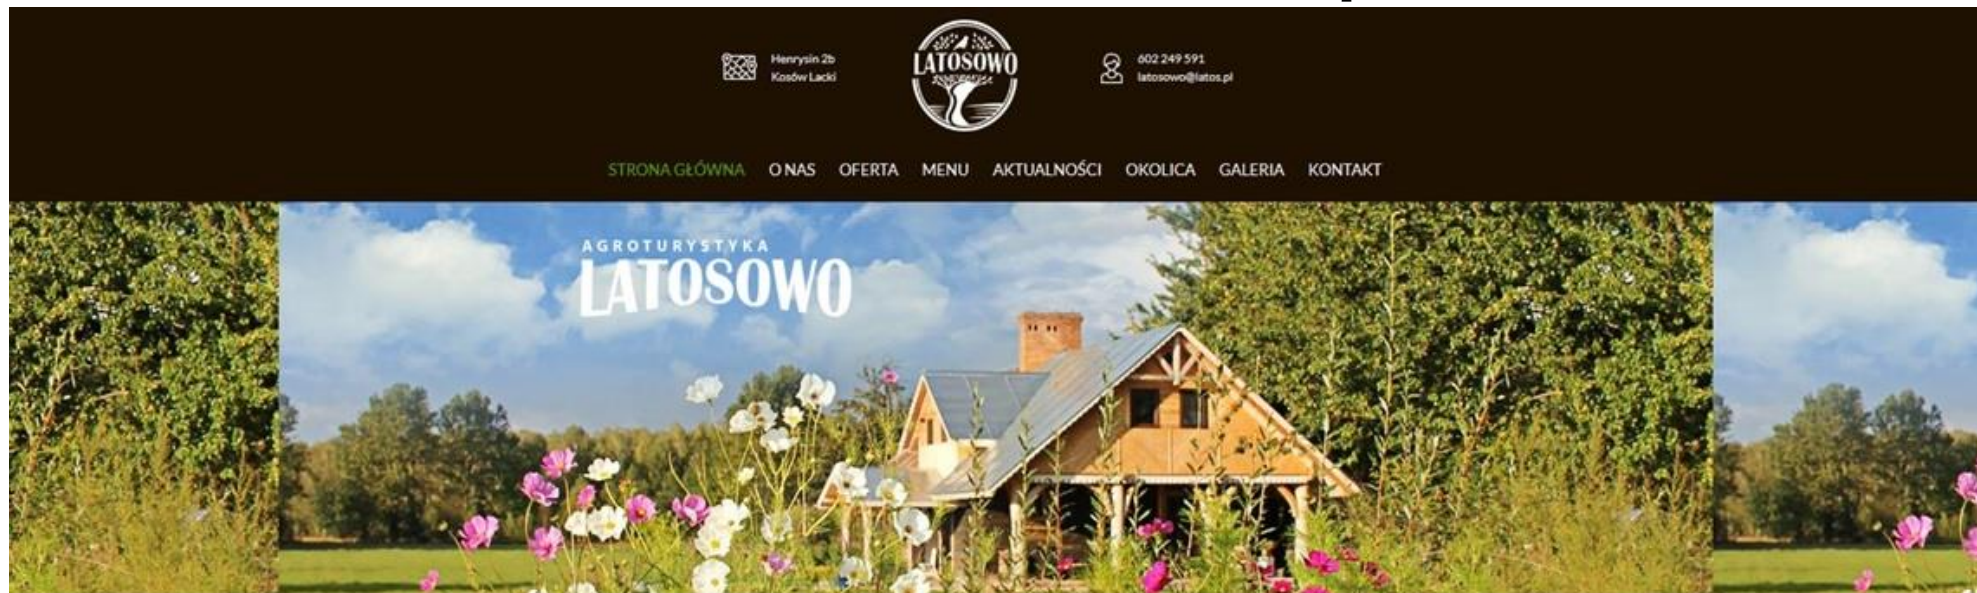 Henrysin 2b
Kosów Lacki
LATOSOWO
602 249 591
latosowo@latos.pl
STRONA GŁÓWNA O NAS OFERTA MENU AKTUALNOŚCI OKOLICA GALERIA KONTAKT
AGROTURYSTYKA
LATOSOWO